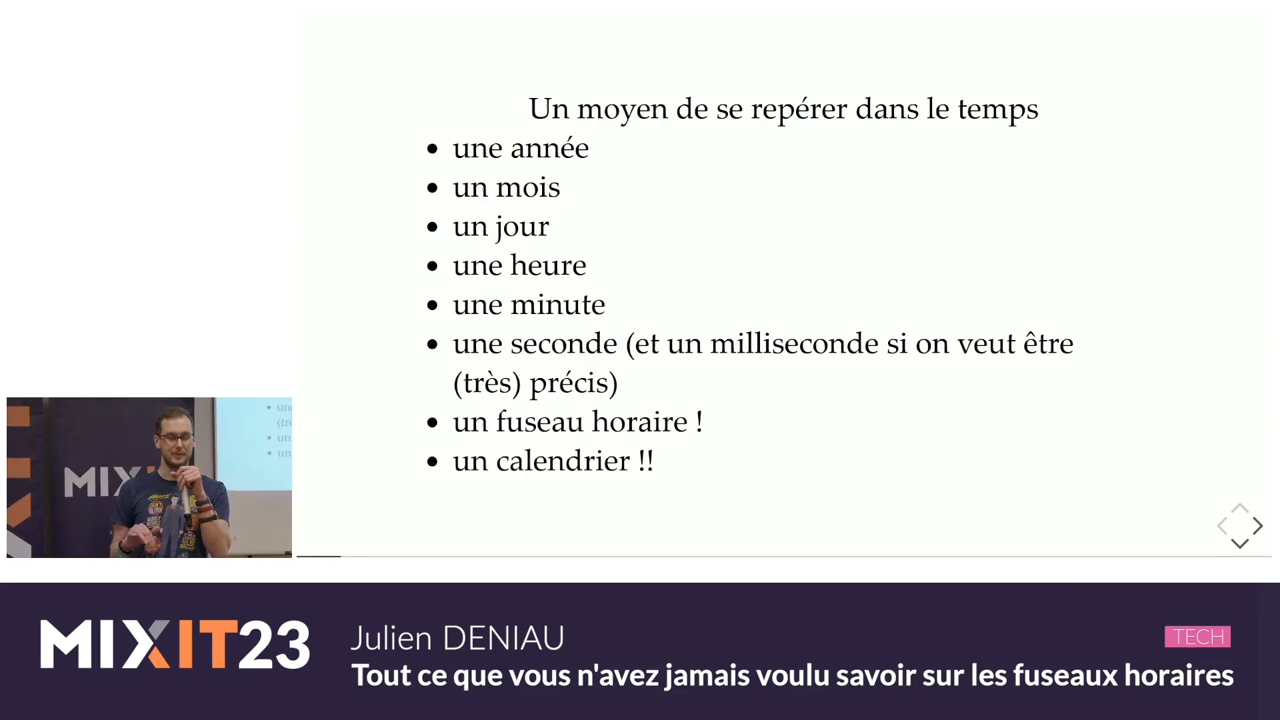 Un moyen de se repérer dans le temps
• une année
• un mois
• un jour
• une heure
• une minute
• une seconde (et un milliseconde si on veut être
(très) précis)
• un fuseau horaire !
• un calendrier !!
MIX
MIXIT23
Julien DENIAU
TECH
Tout ce que vous n'avez jamais voulu savoir sur les fuseaux horaires